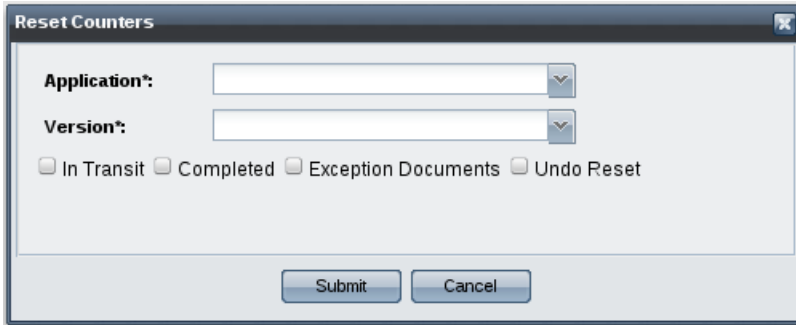 Reset Counters
Application*:
Version*:
In Transit Completed Exception Documents Undo Reset
Submit Cancel